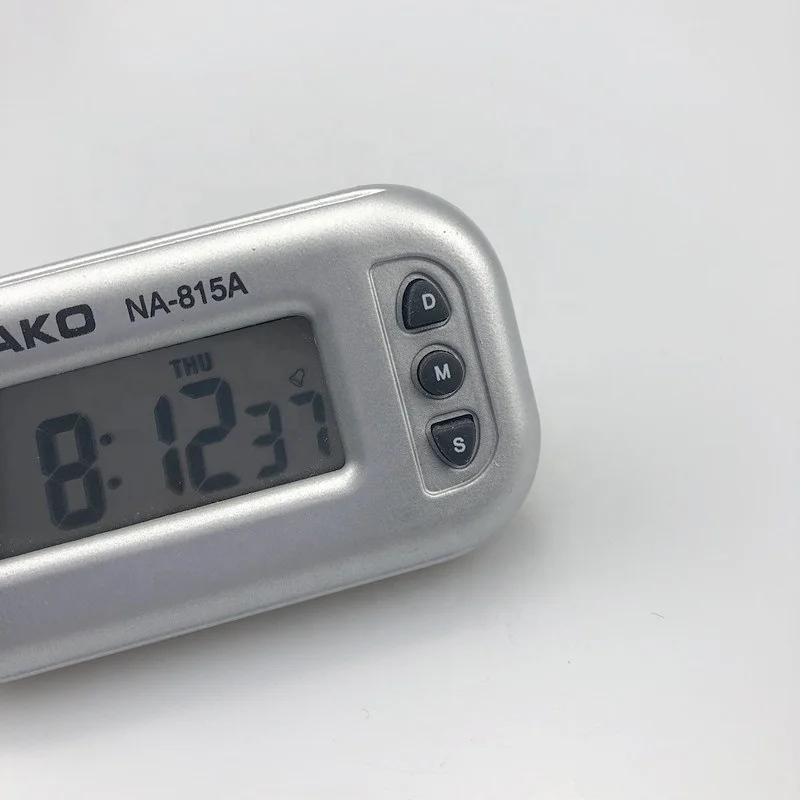 AKO NA-815A
THU
8:12 37
D
M
S